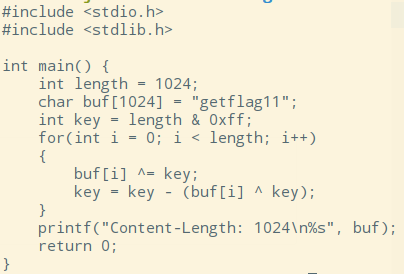 #include <stdio.h>
#include <stdlib.h>

int main() {
    int length = 1024;
    char buf[1024] = "getflag11";
    int key = length & 0xff;
    for(int i = 0; i < length; i++)
    {
        buf[i] ^= key;
        key = key - (buf[i] ^ key);
    }
    printf("Content-Length: 1024\n%s", buf);
    return 0;
}